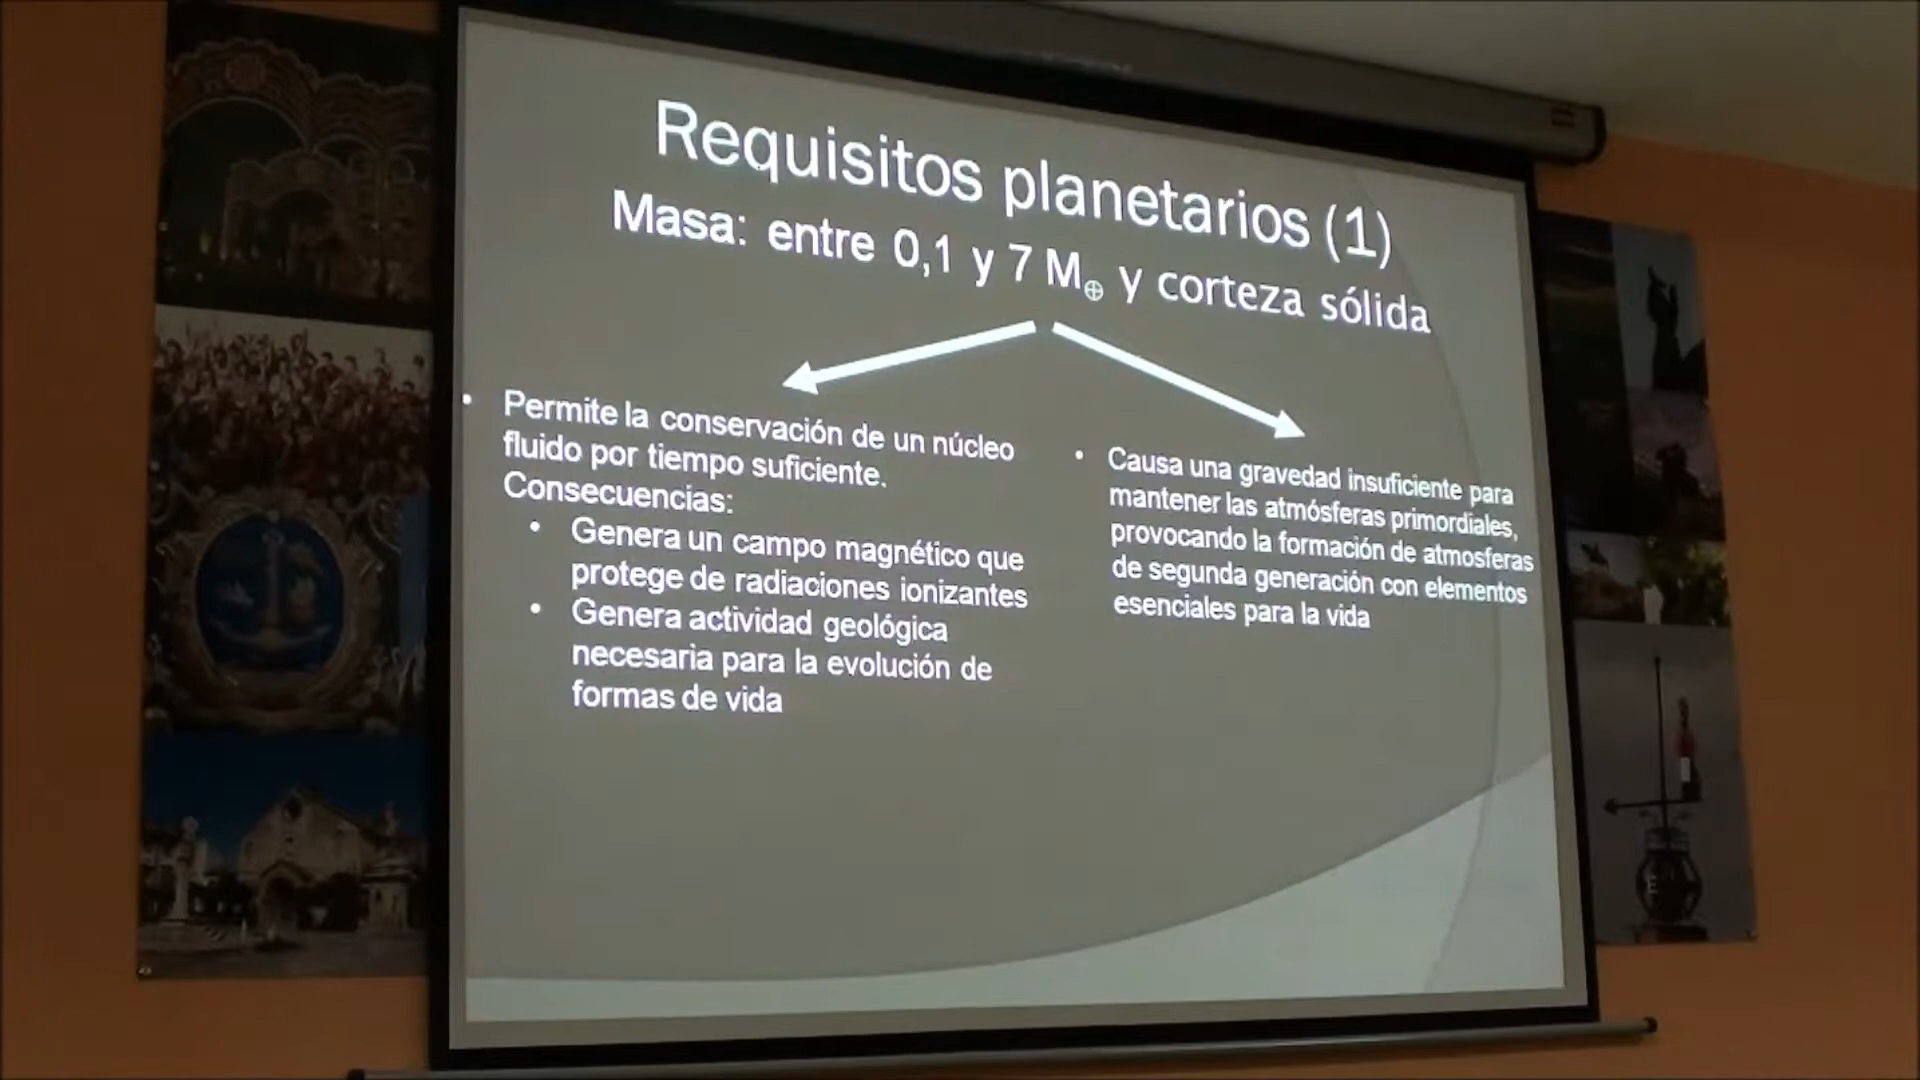 Requisitos planetarios (1)
Masa: entre 0,1 y 7 M⊕ y corteza sólida
• Permite la conservación de un núcleo
fluido por tiempo suficiente.
Consecuencias:
• Genera un campo magnético que
protege de radiaciones ionizantes
• Genera actividad geológica
necesaria para la evolución de
formas de vida
• Causa una gravedad insuficiente para
mantener las atmósferas primordiales,
provocando la formación de atmosferas
de segunda generación con elementos
esenciales para la vida
E